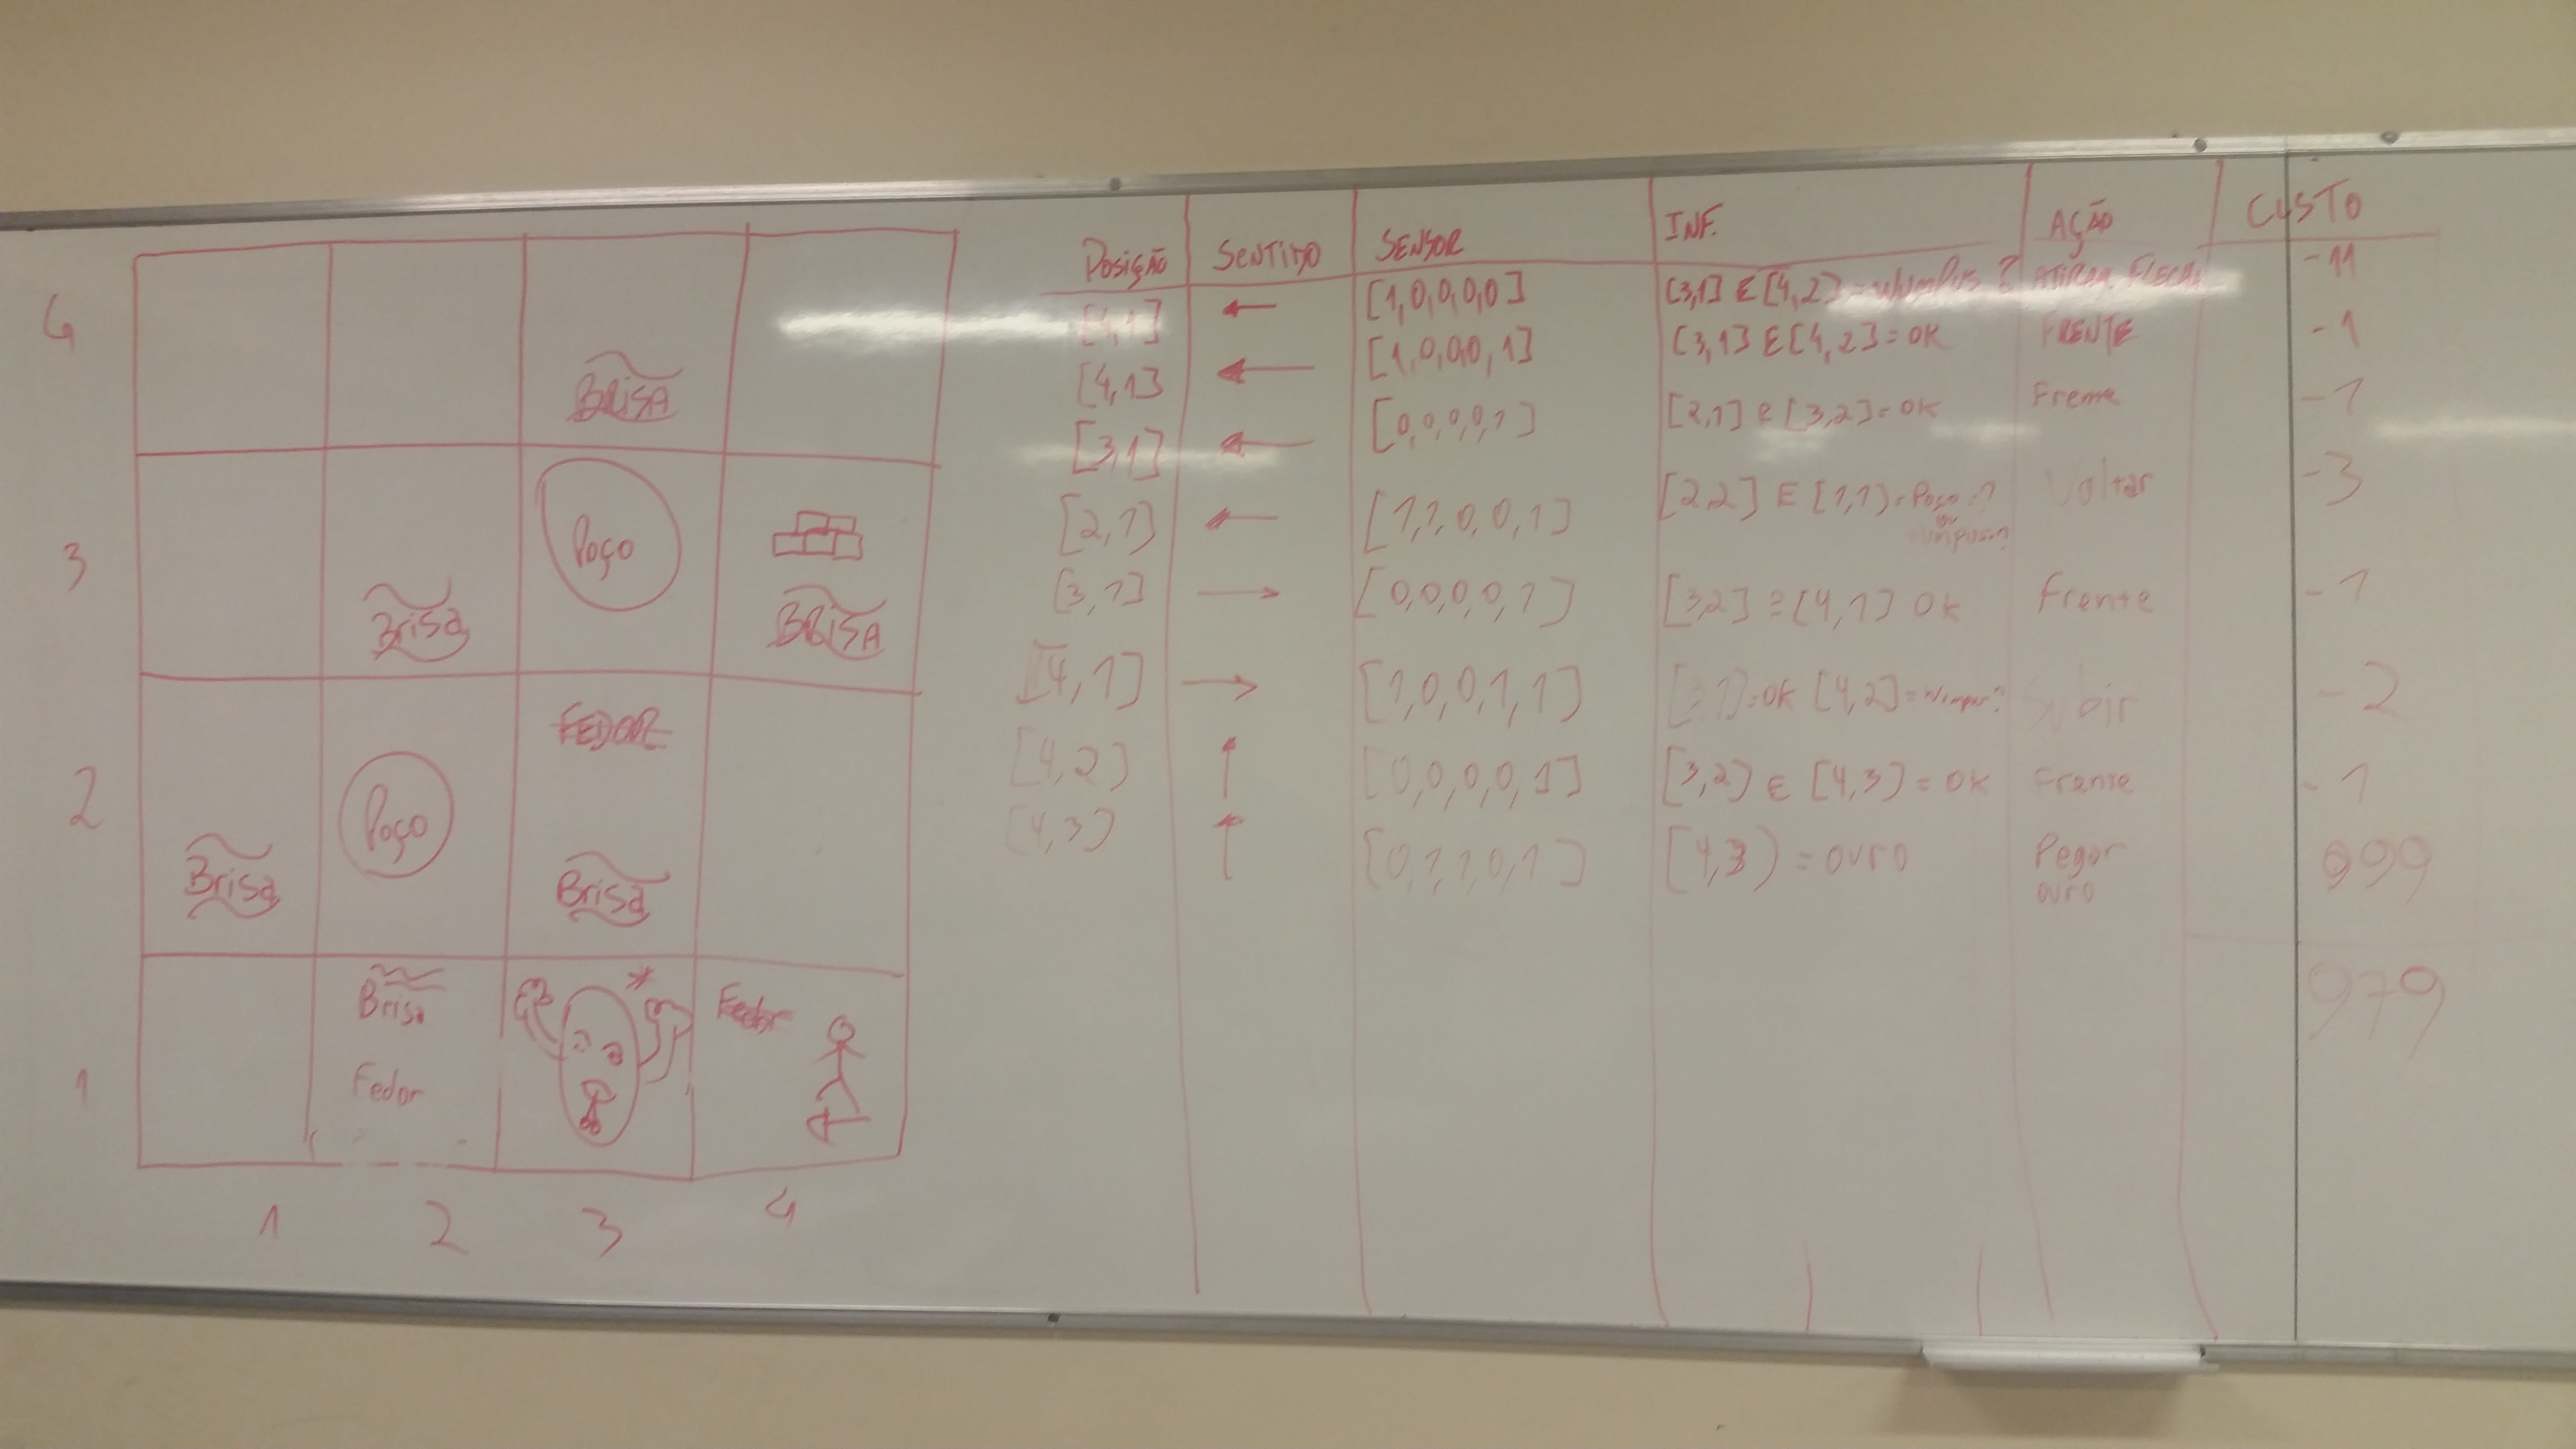 4
BRISA
3
Brisa
Poço
BRISA
2
Brisa
Poço
FEDOR
Brisa
1
Brisa
Fedor
Fedor
1 2 3 4
POSIÇÃO SENTIDO SENSOR INF. AÇÃO CUSTO
[4,1] ← [1,0,0,0,0] [3,1] E [4,2] = WUMPUS ? ATIRAR FLECHA -11
[4,1] ← [1,0,0,0,1] [3,1] E [4,2] = OK FRENTE -1
[3,1] ← [0,0,0,0,1] [2,1] e [3,2] = OK Frente -1
[2,1] ← [1,1,0,0,1] [2,2] E [1,1] = Poço ? Voltar -3
ou
[3,1] → [0,0,0,0,1] [3,2] e [4,1] OK Frente -1
[4,1] → [1,0,0,1,1] [3,1] = OK [4,2] = Subir -2
[4,2] ↑ [0,0,0,0,1] [3,2] E [4,3] = OK Frente -1
[4,3] ↑ [0,1,1,0,1] [4,3] = OURO Pegar 999
ouro
979